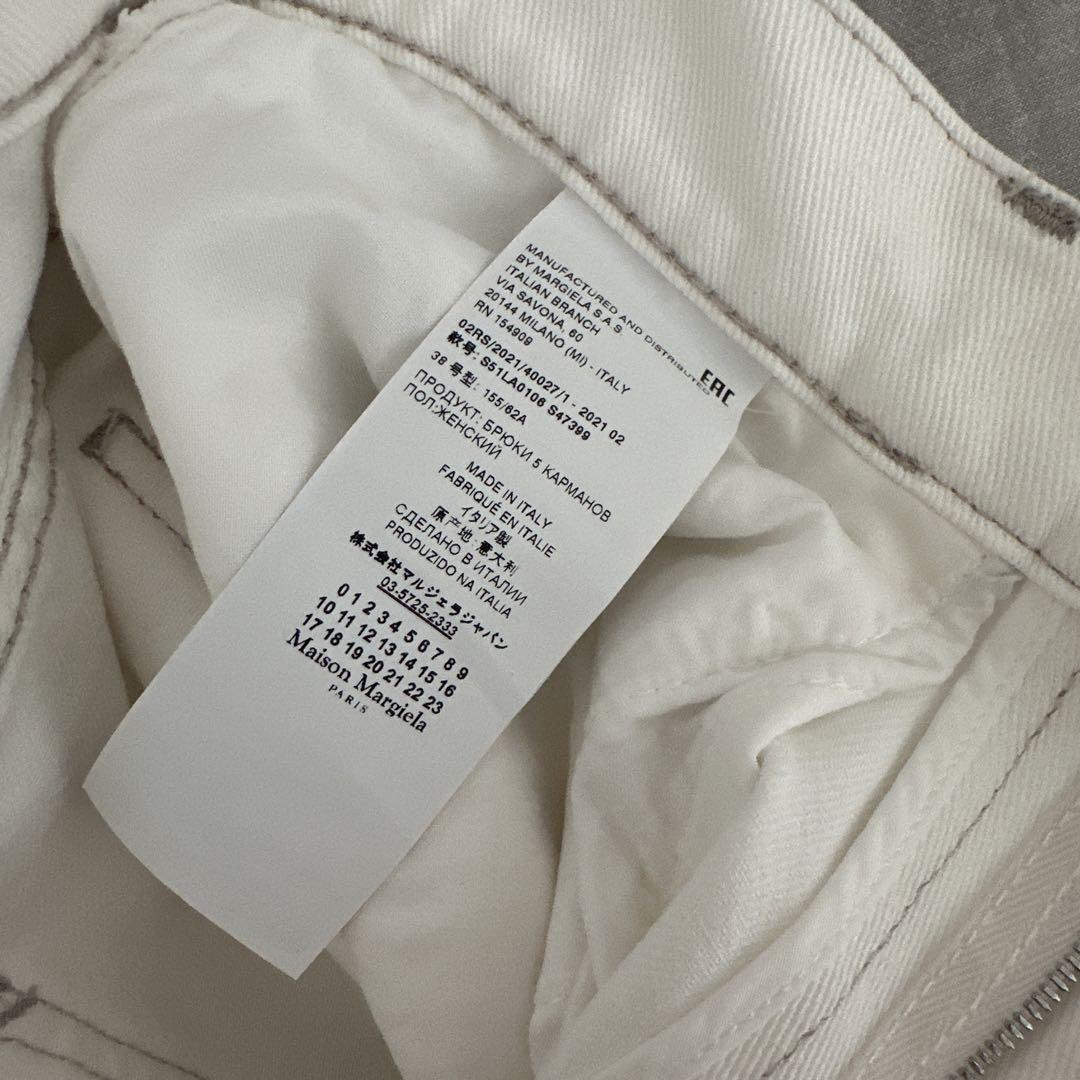 MANUFACTURED AND DISTRIBUTED
BY MARGIELA S A S
ITALIAN BRANCH
VIA SAVONA, 60
20144 MILANO (MI) - ITALY
RN 154909
EAC
02RS/2021/40027/1 - 2021 02
款号: S51LA0106 S47399
38 号型: 155/62A
ПРОДУКТ: БРЮКИ 5 КАРМАНОВ
ПОЛ:ЖЕНСКИЙ
MADE IN ITALY
FABRIQUÉ EN ITALIE
イタリア製
原产地: 意大利
СДЕЛАНО В ИТАЛИИ
PRODUZIDO NA ITALIA
株式会社マルジェラジャパン
03-5725-2333
0 1 2 3 4 5 6 7 8 9
10 11 12 13 14 15 16
17 18 19 20 21 22 23
Maison Margiela
PARIS